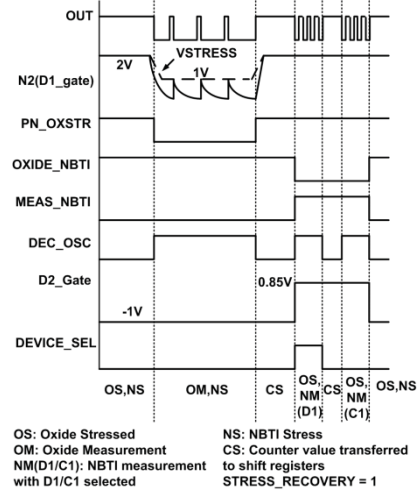 OUT
VSTRESS
2V
1V
N2(D1_gate)
PN_OXSTR
OXIDE_NBTI
MEAS_NBTI
DEC_OSC
D2_Gate
0.85V
-1V
DEVICE_SEL
OS,NS OM,NS CS OS, NM (D1) CS OS, NM (C1) OS,NS
OS: Oxide Stressed NS: NBTI Stress
OM: Oxide Measurement CS: Counter value transferred
NM(D1/C1): NBTI measurement to shift registers
with D1/C1 selected STRESS_RECOVERY = 1